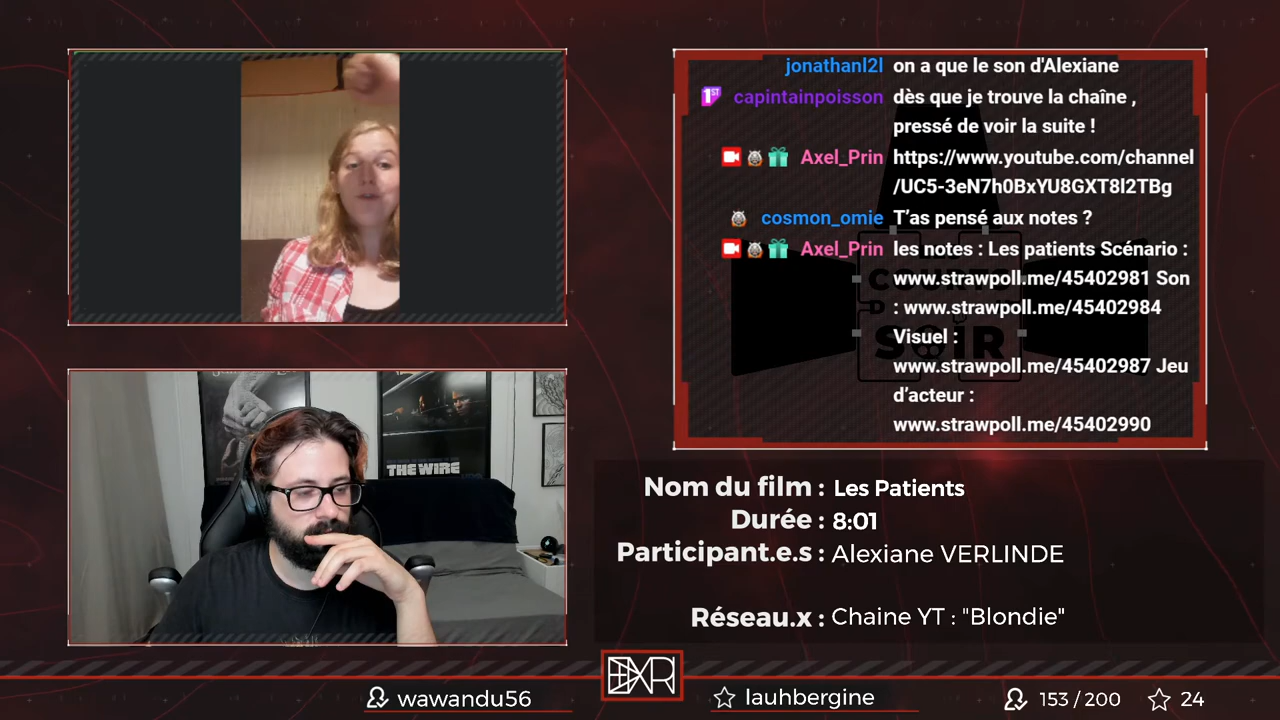 jonathanl2l on a que le son d'Alexiane
1ST capintainpoisson dès que je trouve la chaîne ,
pressé de voir la suite !
Axel_Prin https://www.youtube.com/channel
/UC5-3eN7h0BxYU8GXT8l2TBg
cosmon_omie T’as pensé aux notes ?
Axel_Prin les notes : Les patients Scénario :
www.strawpoll.me/45402981 Son
: www.strawpoll.me/45402984
Visuel :
www.strawpoll.me/45402987 Jeu
d’acteur :
www.strawpoll.me/45402990
COURTS
D
SOIR
THE WIRE
Nom du film : Les Patients
Durée : 8:01
Participant.e.s : Alexiane VERLINDE
Réseau.x : Chaine YT : "Blondie"
wawandu56
lauhbergine
153 / 200
24